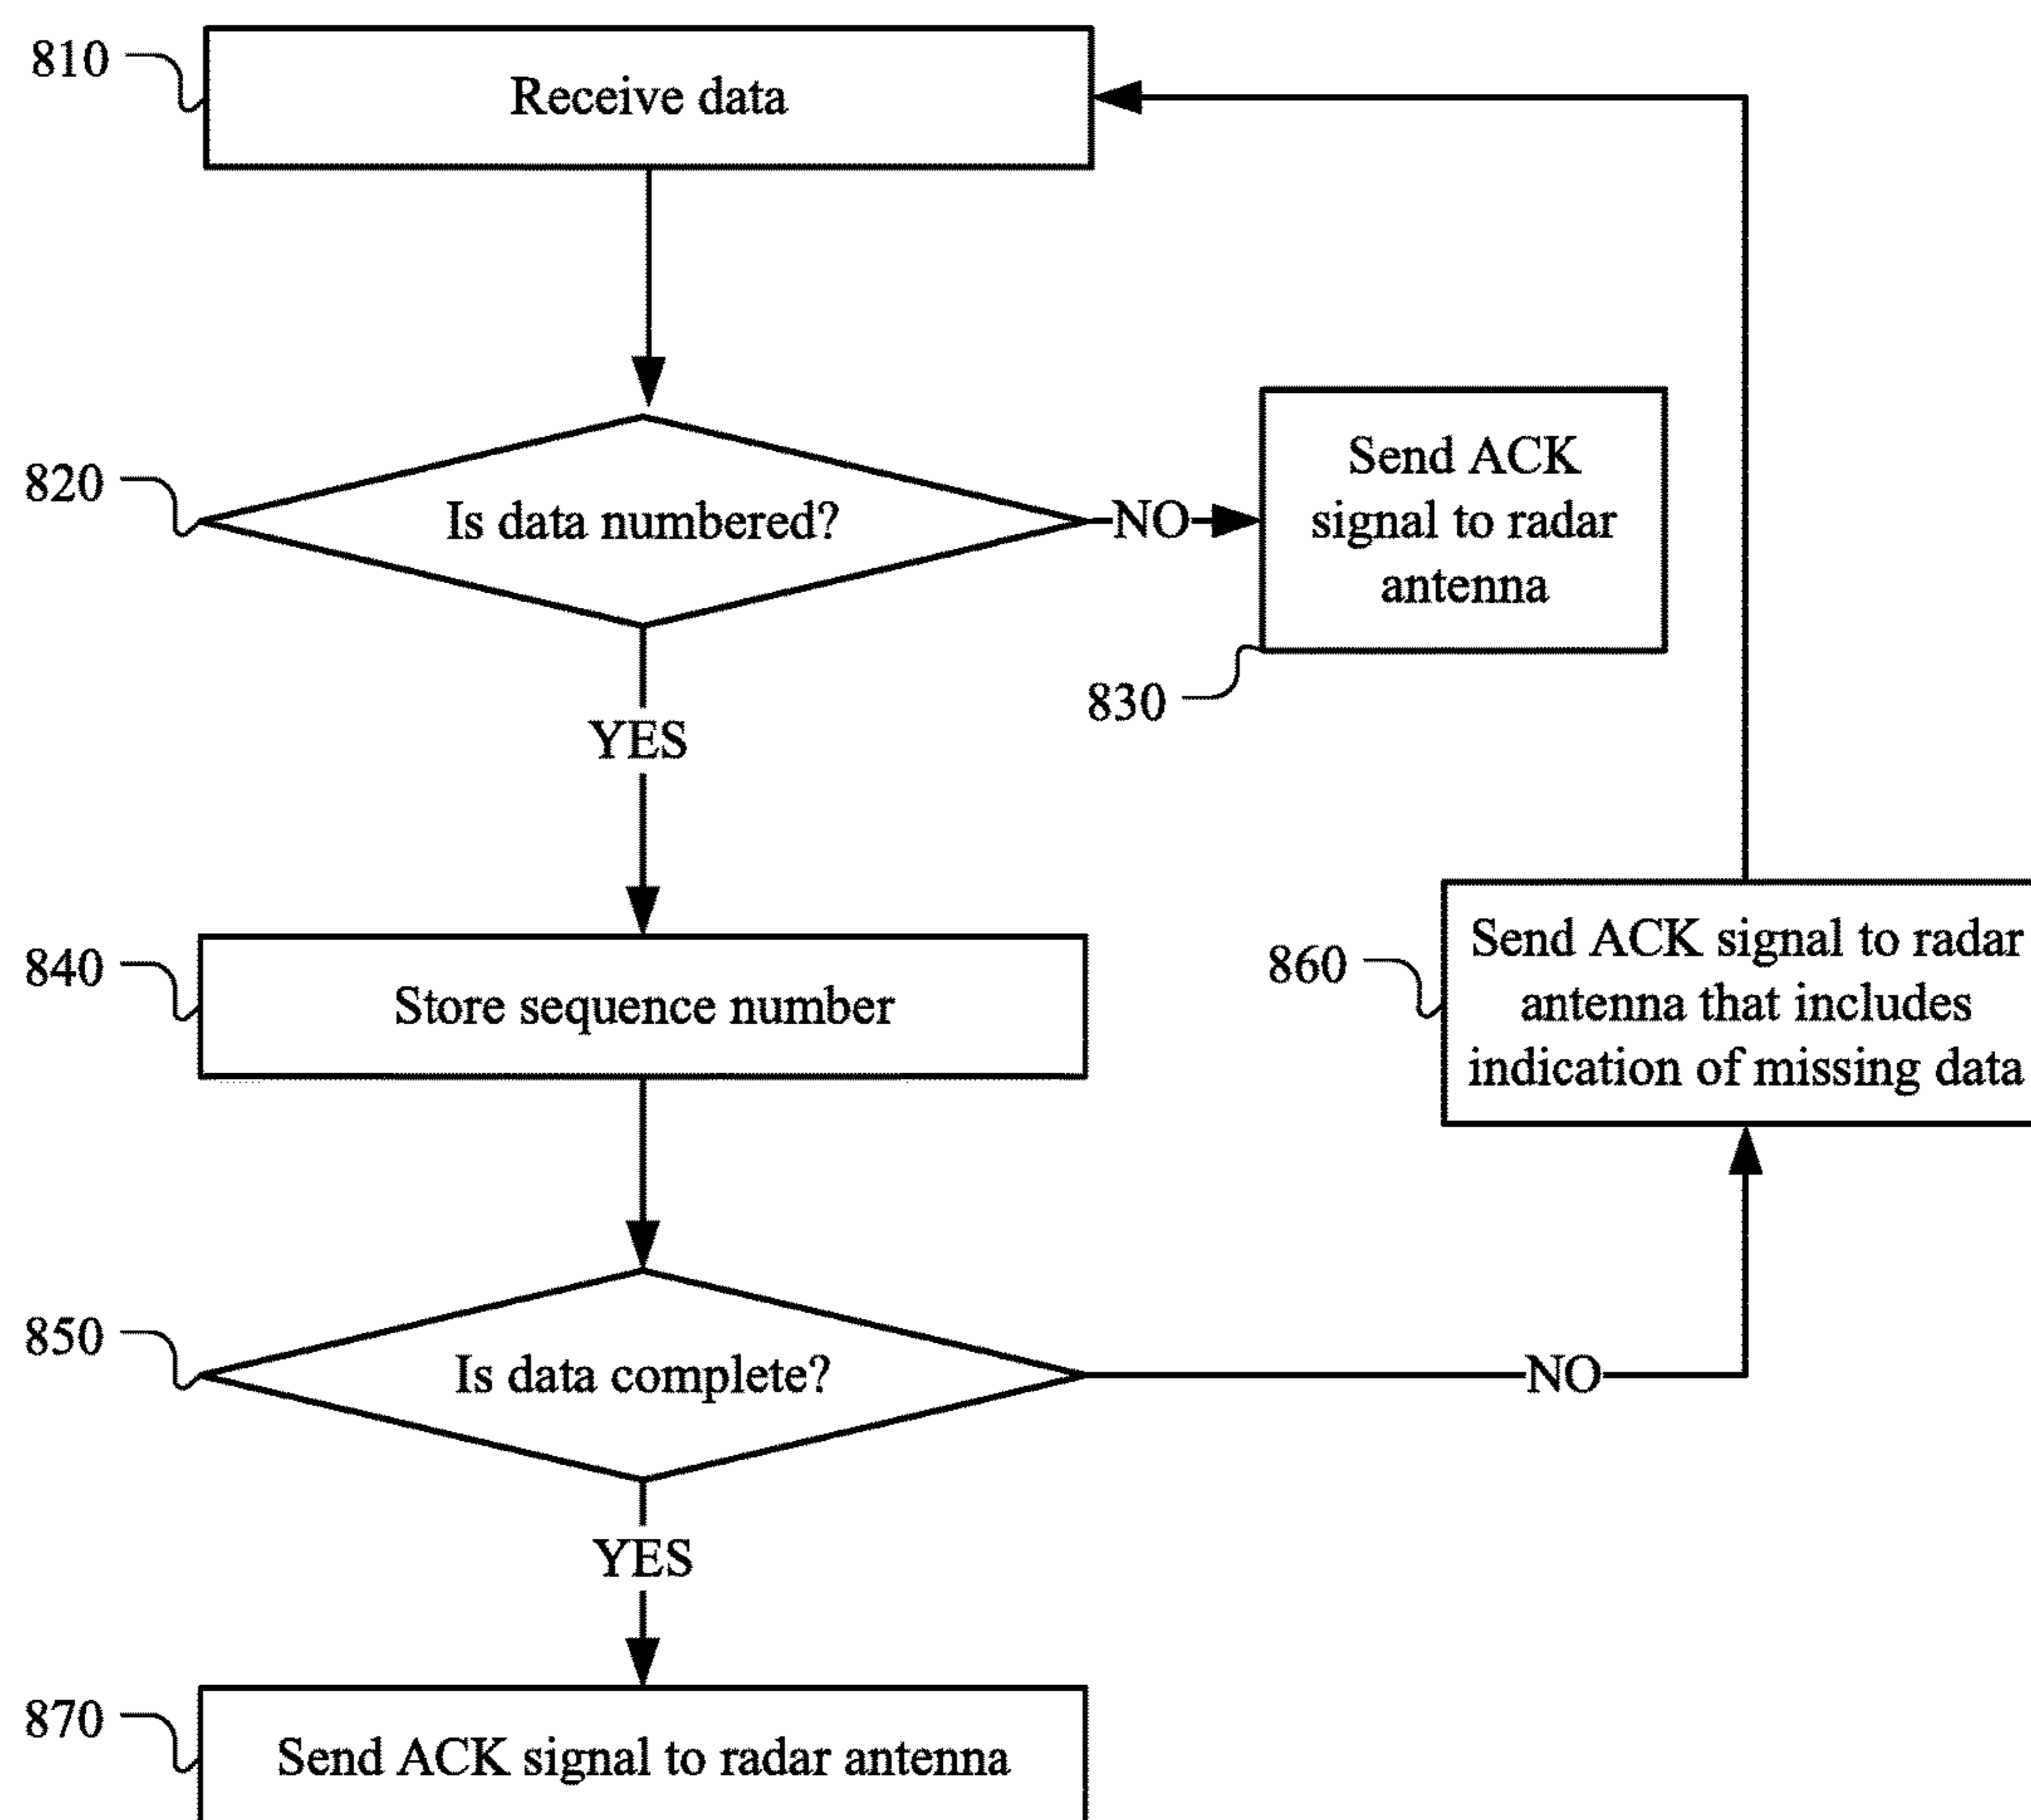 810
Receive data
820
Is data numbered?
NO
Send ACK
signal to radar
antenna
830
YES
840
Store sequence number
860
Send ACK signal to radar
antenna that includes
indication of missing data
850
Is data complete?
NO
YES
870
Send ACK signal to radar antenna